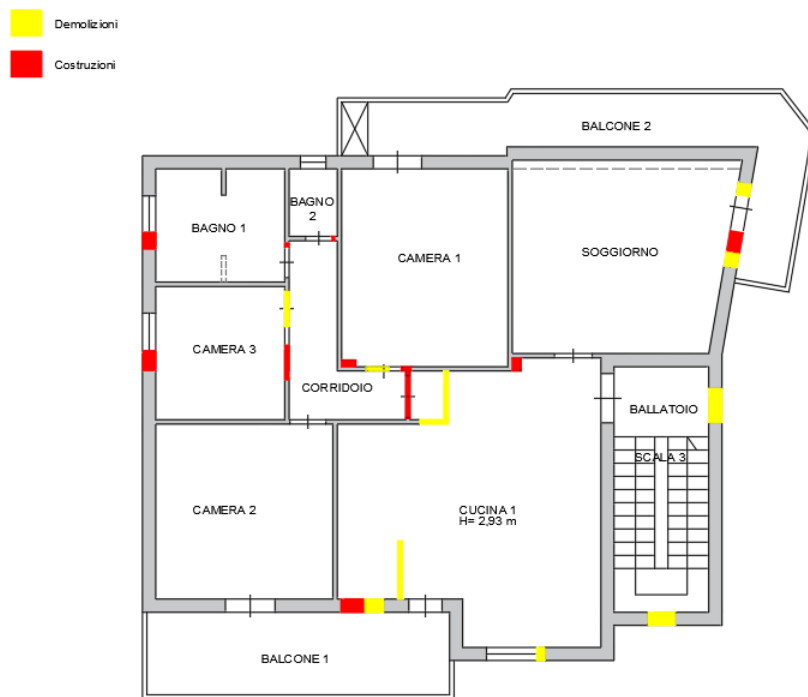 Demolizioni
Costruzioni
BALCONE 2
BAGNO 1
BAGNO
2
CAMERA 1
SOGGIORNO
CAMERA 3
CORRIDOIO
BALLATOIO
SCALA 3
CAMERA 2
CUCINA 1
H= 2,93 m
BALCONE 1